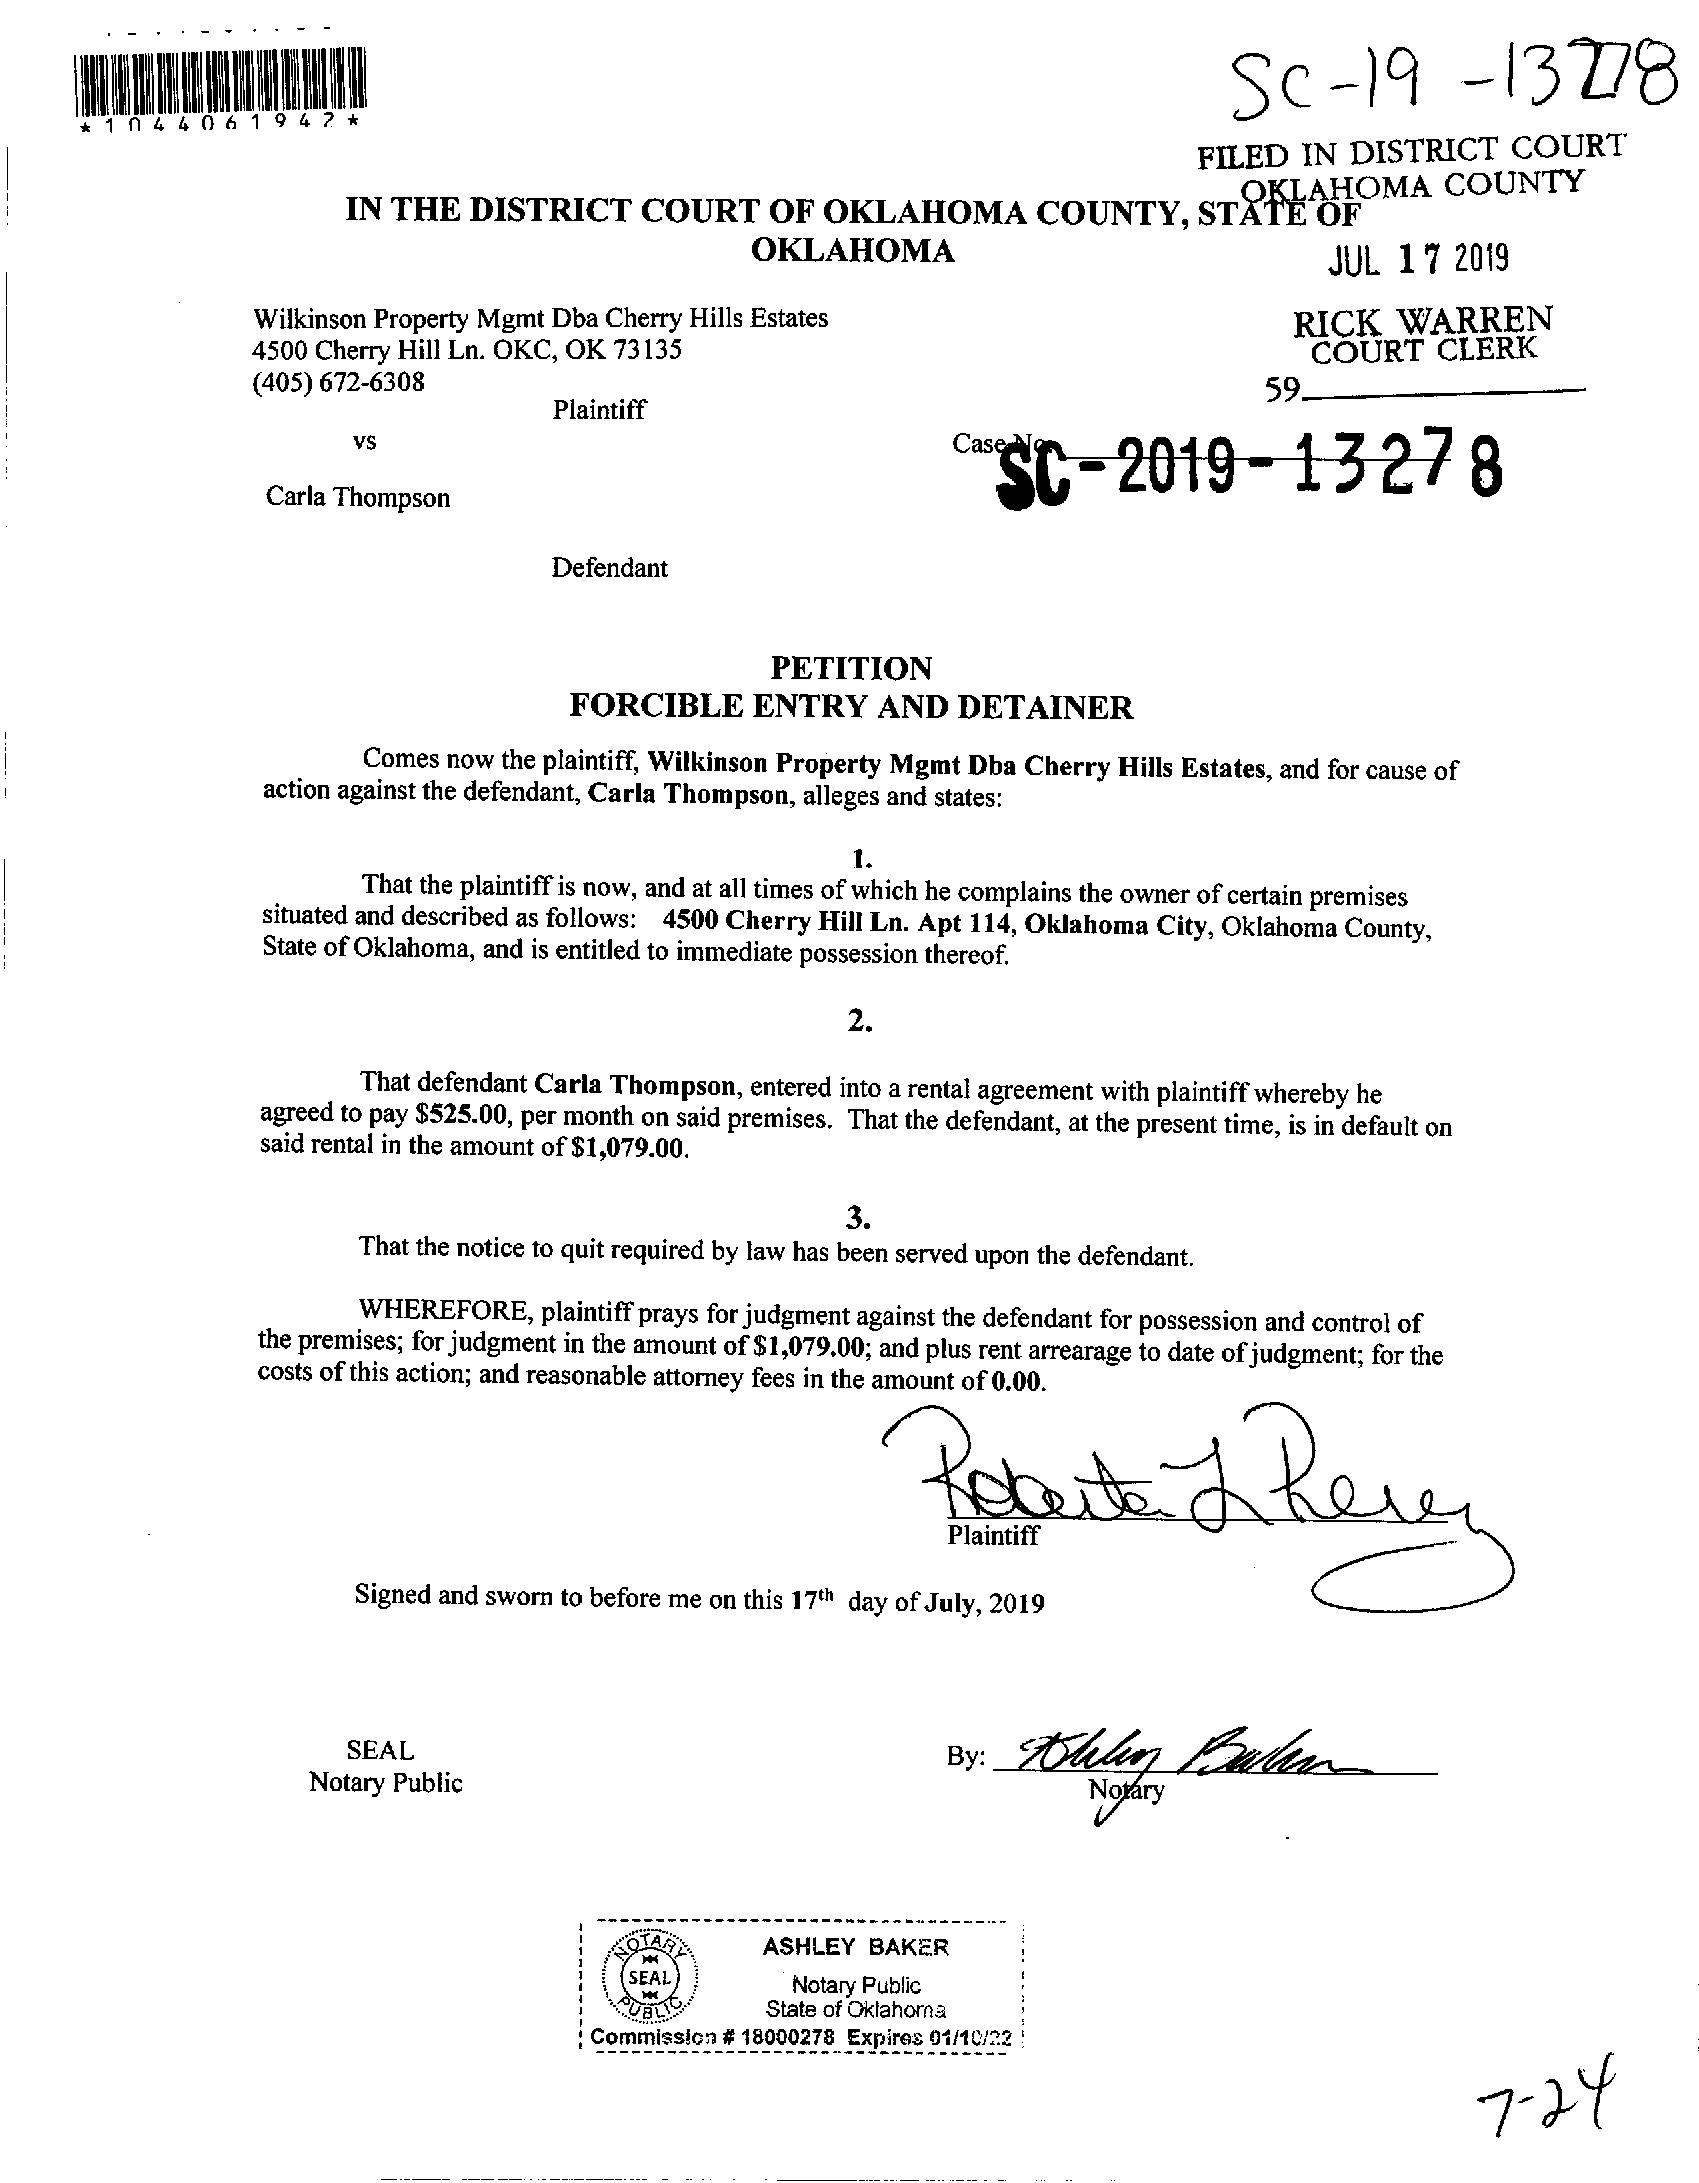 SC-19-13278
*1044061942*
FILED IN DISTRICT COURT
OKLAHOMA COUNTY
IN THE DISTRICT COURT OF OKLAHOMA COUNTY, STATE OF
OKLAHOMA
JUL 17 2019
Wilkinson Property Mgmt Dba Cherry Hills Estates
4500 Cherry Hill Ln. OKC, OK 73135
(405) 672-6308
RICK WARREN
COURT CLERK
59
Plaintiff
vs
Case No.
SC-2019-13278
Carla Thompson
Defendant
PETITION
FORCIBLE ENTRY AND DETAINER
Comes now the plaintiff, Wilkinson Property Mgmt Dba Cherry Hills Estates, and for cause of
action against the defendant, Carla Thompson, alleges and states:
1.
That the plaintiff is now, and at all times of which he complains the owner of certain premises
situated and described as follows: 4500 Cherry Hill Ln. Apt 114, Oklahoma City, Oklahoma County,
State of Oklahoma, and is entitled to immediate possession thereof.
2.
That defendant Carla Thompson, entered into a rental agreement with plaintiff whereby he
agreed to pay $525.00, per month on said premises. That the defendant, at the present time, is in default on
said rental in the amount of $1,079.00.
3.
That the notice to quit required by law has been served upon the defendant.
WHEREFORE, plaintiff prays for judgment against the defendant for possession and control of
the premises; for judgment in the amount of $1,079.00; and plus rent arrearage to date of judgment; for the
costs of this action; and reasonable attorney fees in the amount of 0.00.
Roberta L
Plaintiff
Signed and sworn to before me on this 17th day of July, 2019
SEAL
Notary Public
By: Ashley Baker
Notary
NOTARY
SEAL
PUBLIC
ASHLEY BAKER
Notary Public
State of Oklahoma
Commission # 18000278 Expires 01/10/22
7-24